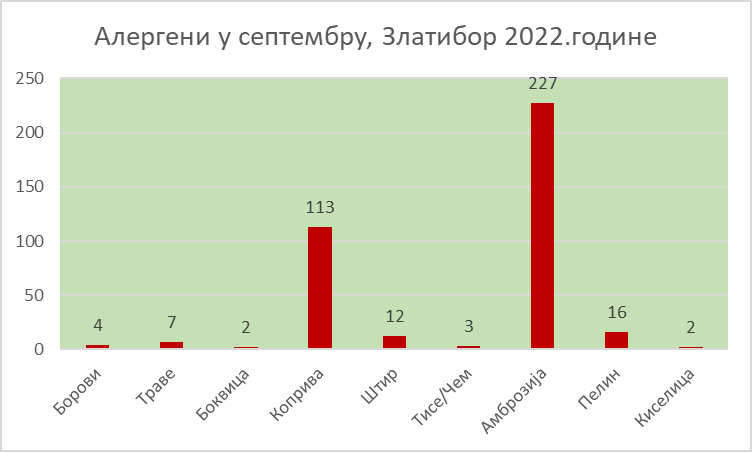 Алергени у септембру, Златибор 2022.године
250
200
150
100
50
0
4
7
2
113
12
3
227
16
2
Борови
Траве
Боквица
Коприва
Штир
Тисе/Чем
Амброзија
Пелин
Киселица